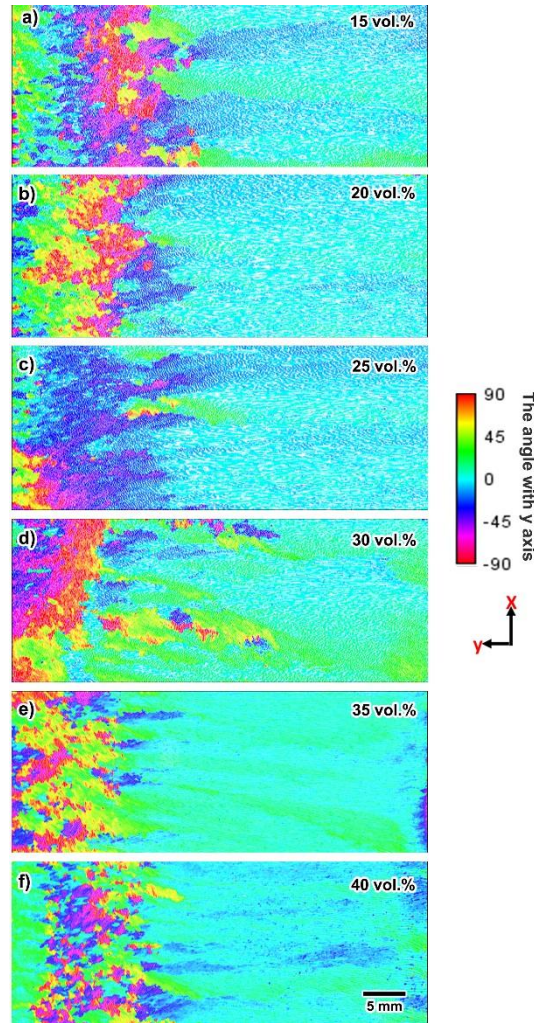 a)
15 vol.%
b)
20 vol.%
c)
25 vol.%
d)
30 vol.%
e)
35 vol.%
f)
40 vol.%
5 mm
90
45
0
-45
-90
The angle with y axis
X
y